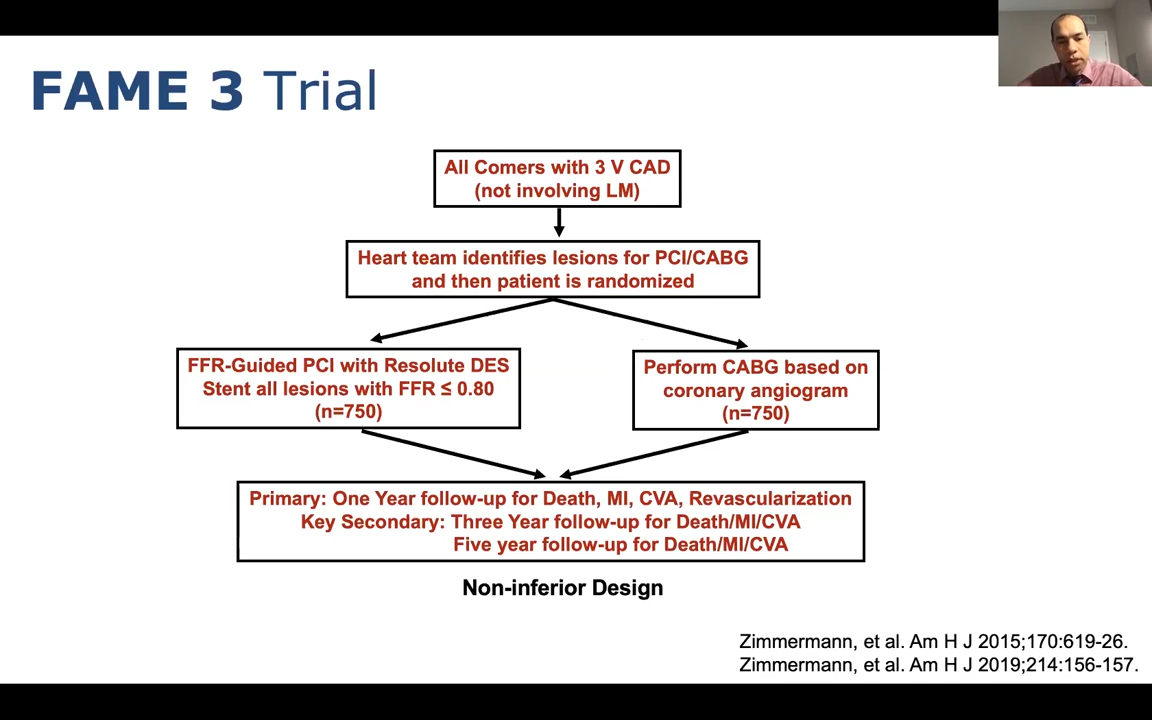 FAME 3 Trial
All Comers with 3 V CAD
(not involving LM)
Heart team identifies lesions for PCI/CABG
and then patient is randomized
FFR-Guided PCI with Resolute DES
Stent all lesions with FFR ≤ 0.80
(n=750)
Perform CABG based on
coronary angiogram
(n=750)
Primary: One Year follow-up for Death, MI, CVA, Revascularization
Key Secondary: Three Year follow-up for Death/MI/CVA
Five year follow-up for Death/MI/CVA
Non-inferior Design
Zimmermann, et al. Am H J 2015;170:619-26.
Zimmermann, et al. Am H J 2019;214:156-157.